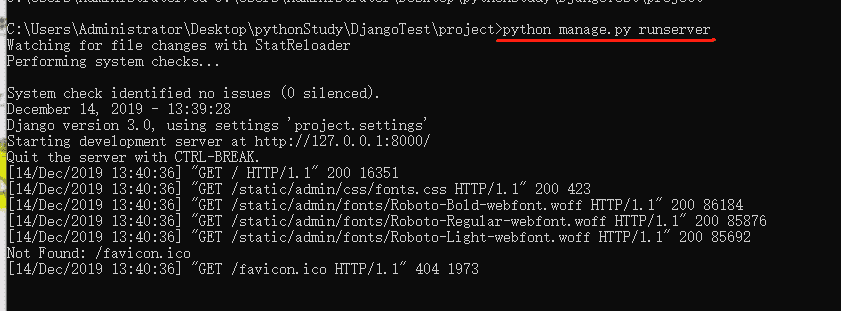 C:\Users\Administrator\Desktop\pythonStudy\DjangoTest\project>python manage.py runserver
Watching for file changes with StatReloader
Performing system checks...
System check identified no issues (0 silenced).
December 14, 2019 - 13:39:28
Django version 3.0, using settings 'project.settings'
Starting development server at http://127.0.0.1:8000/
Quit the server with CTRL-BREAK.
[14/Dec/2019 13:40:36] "GET / HTTP/1.1" 200 16351
[14/Dec/2019 13:40:36] "GET /static/admin/css/fonts.css HTTP/1.1" 200 423
[14/Dec/2019 13:40:36] "GET /static/admin/fonts/Roboto-Bold-webfont.woff HTTP/1.1" 200 86184
[14/Dec/2019 13:40:36] "GET /static/admin/fonts/Roboto-Regular-webfont.woff HTTP/1.1" 200 85876
[14/Dec/2019 13:40:36] "GET /static/admin/fonts/Roboto-Light-webfont.woff HTTP/1.1" 200 85692
Not Found: /favicon.ico
[14/Dec/2019 13:40:36] "GET /favicon.ico HTTP/1.1" 404 1973